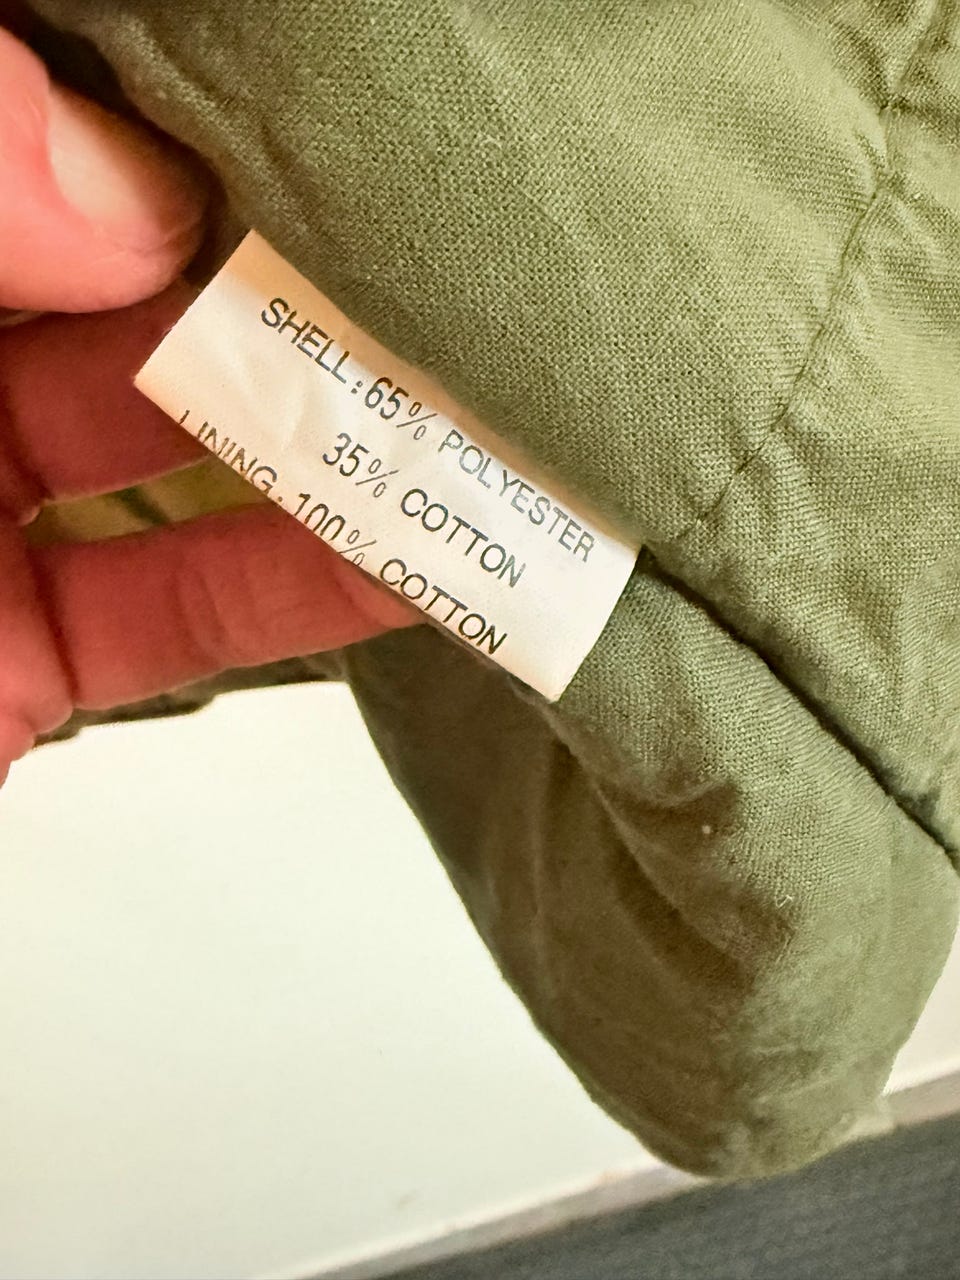 SHELL:65% POLYESTER
35% COTTON
LINING:100% COTTON